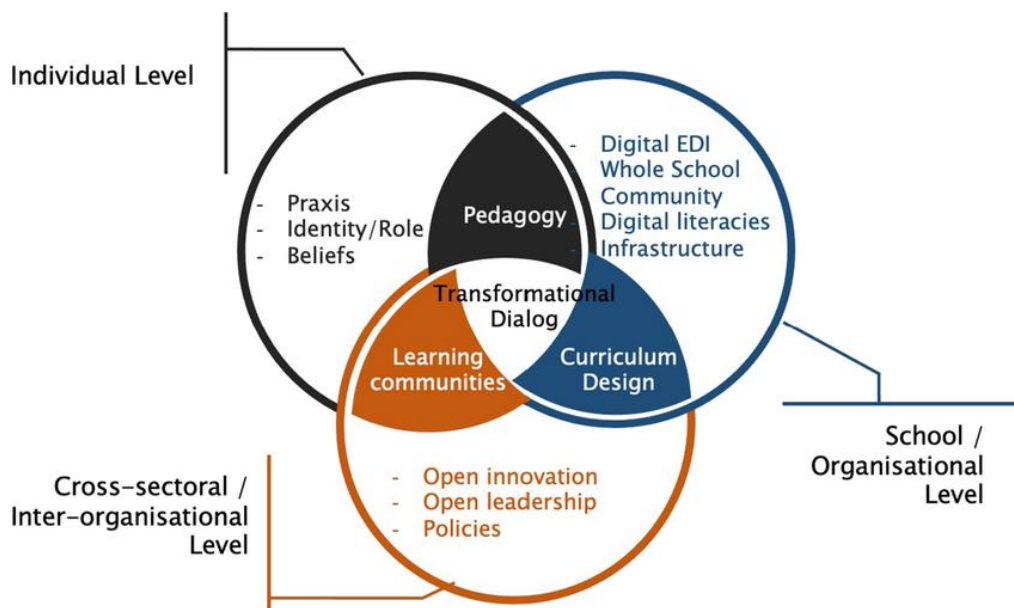 Individual Level
- Praxis
- Identity/Role
- Beliefs
Pedagogy
- Digital EDI
- Whole School
Community
- Digital literacies
- Infrastructure
Transformational
Dialog
Learning
communities
Curriculum
Design
School /
Organisational
Level
Cross-sectoral /
Inter-organisational
Level
- Open innovation
- Open leadership
- Policies